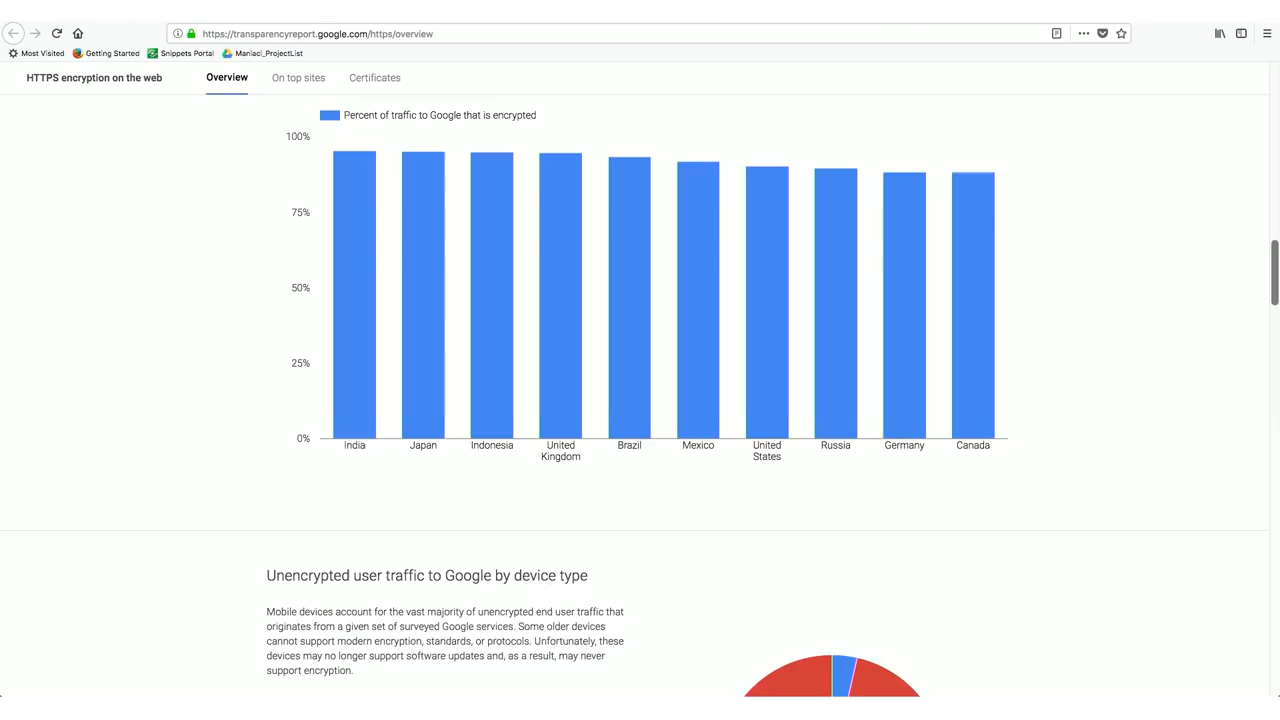 https://transparencyreport.google.com/https/overview
Most Visited Getting Started Snippets Portal Maniaci_ProjectList
HTTPS encryption on the web Overview On top sites Certificates
Percent of traffic to Google that is encrypted
100%
75%
50%
25%
0%
India Japan Indonesia United Kingdom Brazil Mexico United States Russia Germany Canada
Unencrypted user traffic to Google by device type
Mobile devices account for the vast majority of unencrypted end user traffic that
originates from a given set of surveyed Google services. Some older devices
cannot support modern encryption, standards, or protocols. Unfortunately, these
devices may no longer support software updates and, as a result, may never
support encryption.